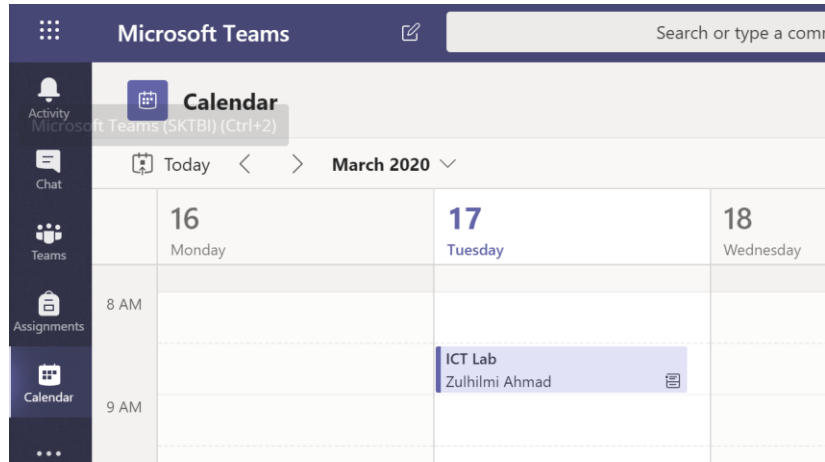 Microsoft Teams
Search or type a comm
Activity
Calendar
Microsoft Teams (SKTBI) (Ctrl+2)
Chat
Today
March 2020
Teams
16
Monday
17
Tuesday
18
Wednesday
Assignments
8 AM
ICT Lab
Zulhilmi Ahmad
Calendar
9 AM